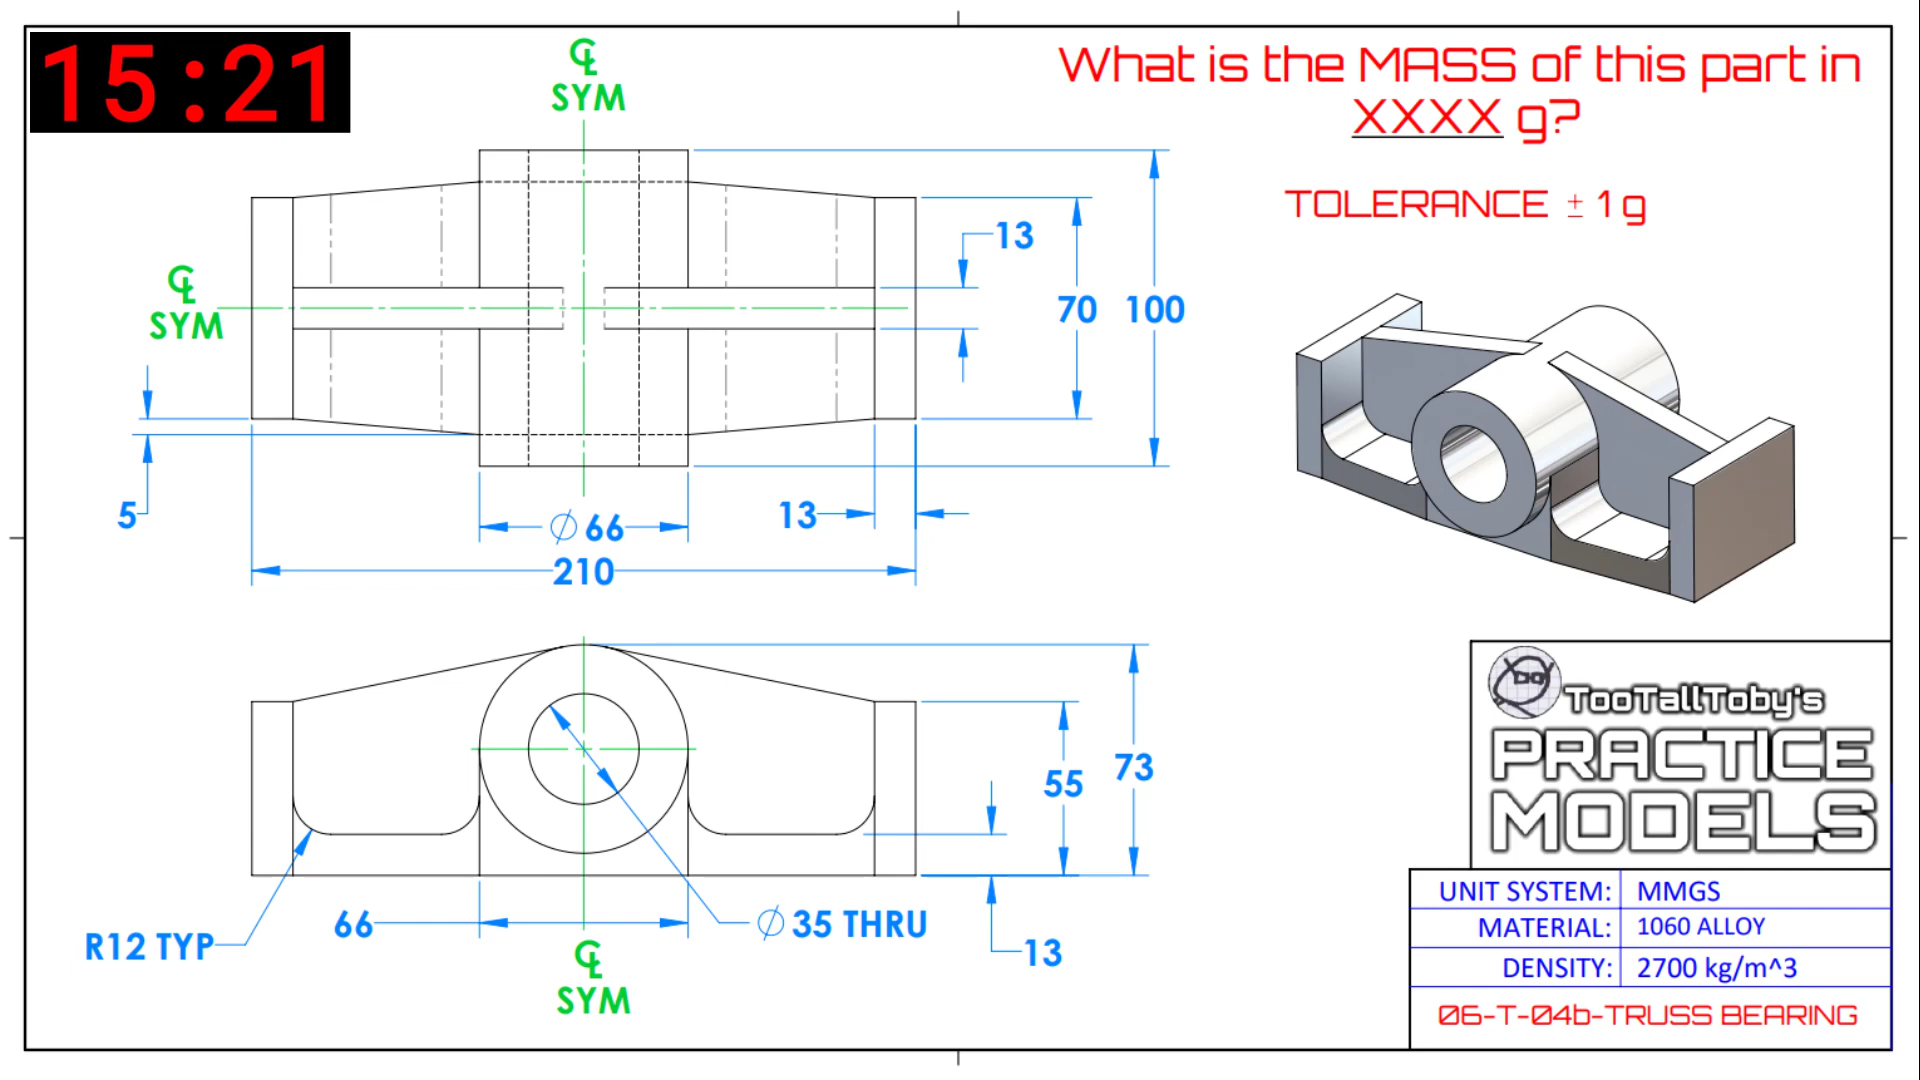 15:21
What is the MASS of this part in
XXXX g?
TOLERANCE ± 1 g
℄
SYM
℄
SYM
13
70
100
5
⌀ 66
13
210
55
73
R12 TYP
66
⌀ 35 THRU
13
℄
SYM
TooTallToby's
PRACTICE
MODELS
UNIT SYSTEM: MMGS
MATERIAL: 1060 ALLOY
DENSITY: 2700 kg/m^3
06-T-04b-TRUSS BEARING